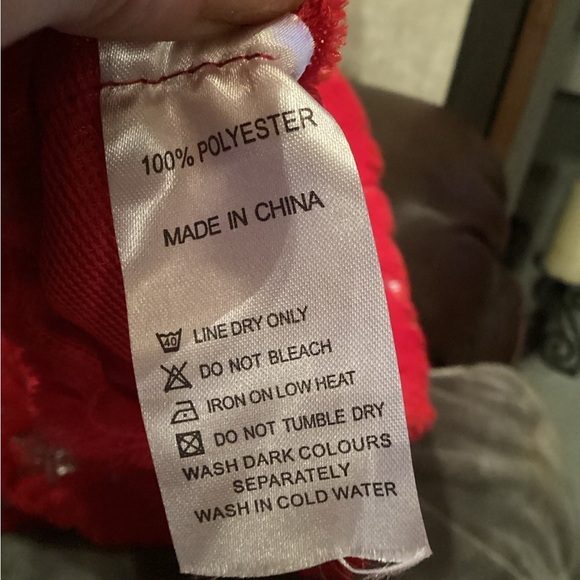 100% POLYESTER
MADE IN CHINA
40 LINE DRY ONLY
DO NOT BLEACH
IRON ON LOW HEAT
DO NOT TUMBLE DRY
WASH DARK COLOURS
SEPARATELY
WASH IN COLD WATER